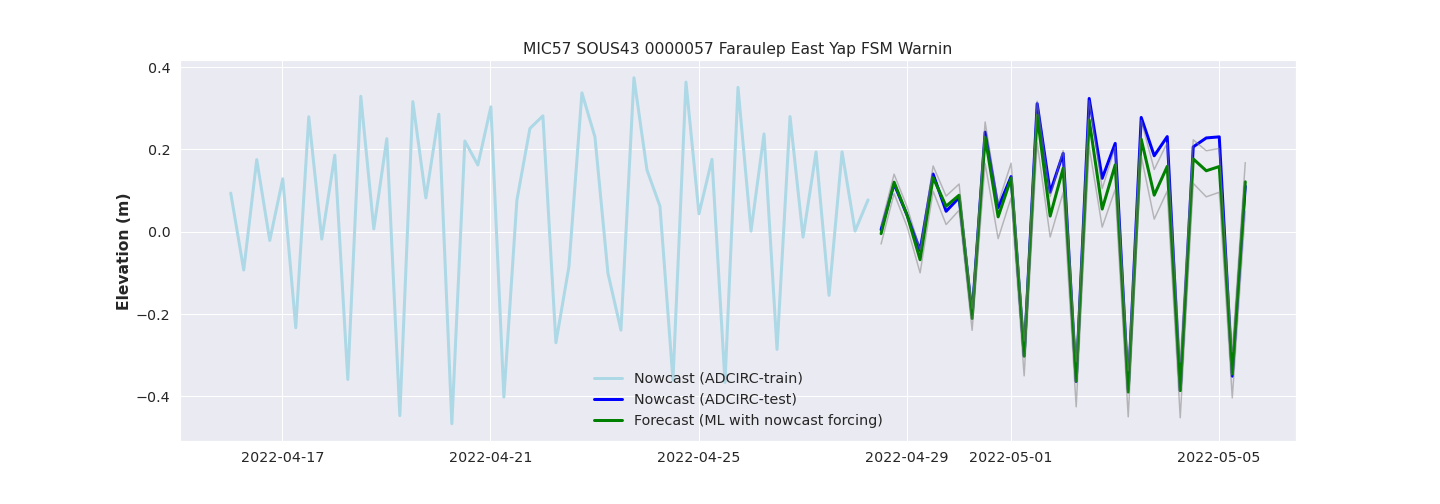 MIC57 SOUS43 0000057 Faraulep East Yap FSM Warnin
Elevation (m)
0.4
0.2
0.0
−0.2
−0.4
Nowcast (ADCIRC-train)
Nowcast (ADCIRC-test)
Forecast (ML with nowcast forcing)
2022-04-17 2022-04-21 2022-04-25 2022-04-29 2022-05-01 2022-05-05